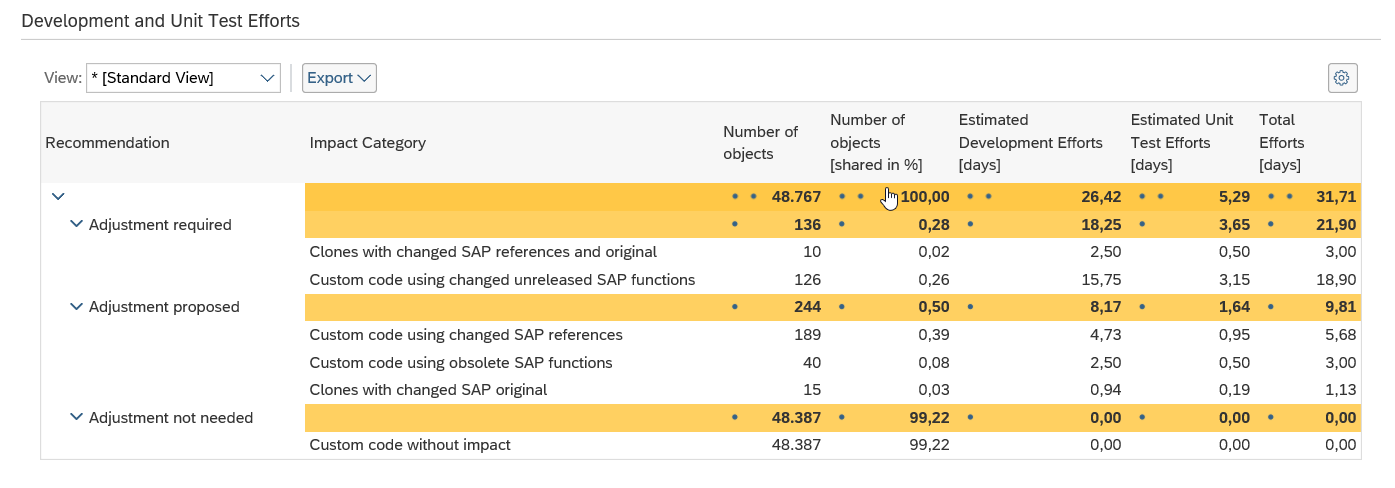 Development and Unit Test Efforts
View: * [Standard View] Export
Recommendation Impact Category Number of objects Number of objects [shared in %] Estimated Development Efforts [days] Estimated Unit Test Efforts [days] Total Efforts [days]
• • 48.767 • • 100,00 • • 26,42 • • 5,29 • • 31,71
Adjustment required • 136 • 0,28 • 18,25 • 3,65 • 21,90
Clones with changed SAP references and original 10 0,02 2,50 0,50 3,00
Custom code using changed unreleased SAP functions 126 0,26 15,75 3,15 18,90
Adjustment proposed • 244 • 0,50 • 8,17 • 1,64 • 9,81
Custom code using changed SAP references 189 0,39 4,73 0,95 5,68
Custom code using obsolete SAP functions 40 0,08 2,50 0,50 3,00
Clones with changed SAP original 15 0,03 0,94 0,19 1,13
Adjustment not needed • 48.387 • 99,22 • 0,00 • 0,00 • 0,00
Custom code without impact 48.387 99,22 0,00 0,00 0,00